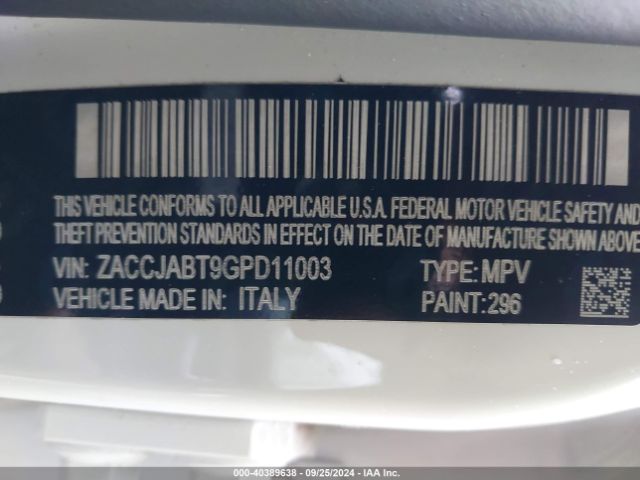 THIS VEHICLE CONFORMS TO ALL APPLICABLE U.S.A. FEDERAL MOTOR VEHICLE SAFETY AND
THEFT PREVENTION STANDARDS IN EFFECT ON THE DATE OF MANUFACTURE SHOWN ABOVE
VIN: ZACCJABT9GPD11003 TYPE: MPV
VEHICLE MADE IN: ITALY PAINT: 296
000-40389638 - 09/25/2024 - IAA Inc.